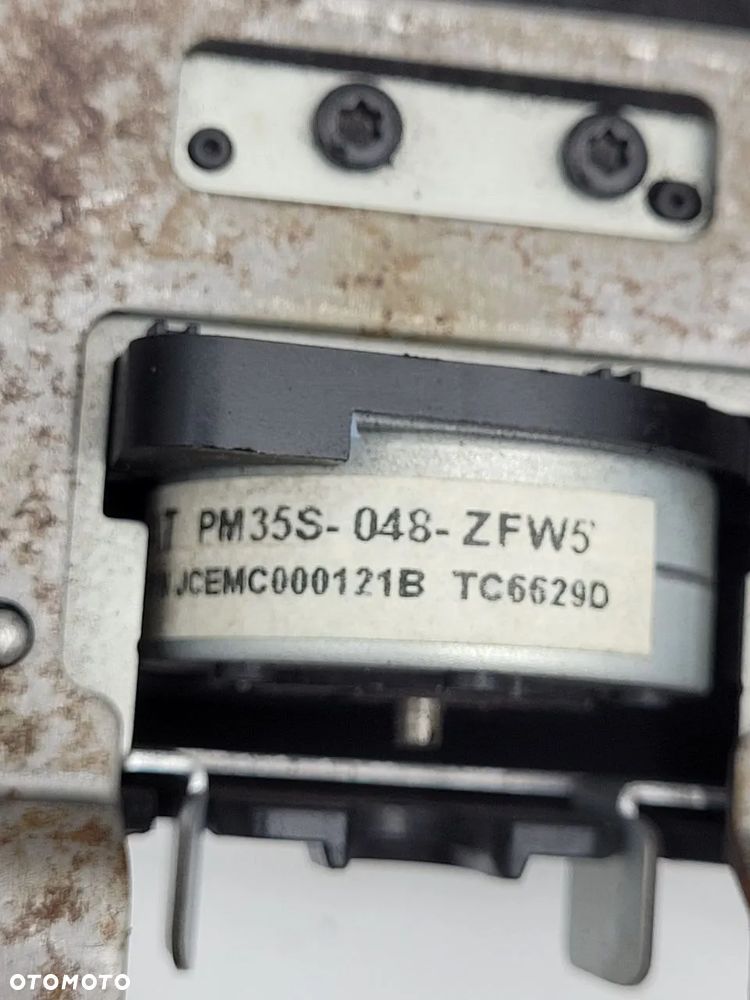 PM35S-048-ZFW5
JCEMC000121B TC6629D
OTOMOTO